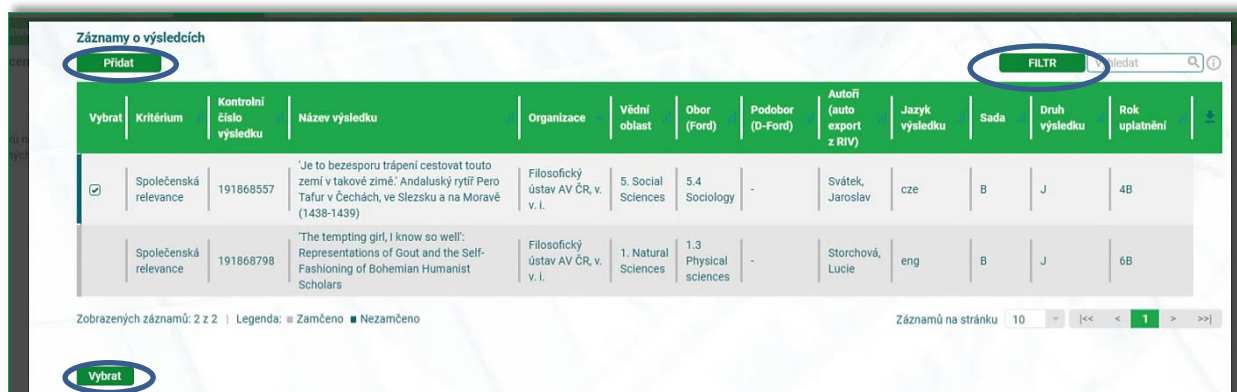 Záznamy o výsledcích
Přidat
FILTR
Vybrat
Kritérium
Kontrolní
číslo
výsledku
Název výsledku
Organizace
Vědní
oblast
Obor
(Ford)
Podobor
(D-Ford)
Autoři
(auto
export
z RIV)
Jazyk
výsledku
Sada
Druh
výsledku
Rok
uplatnění
Společenská
relevance
191868557
'Je to bezesporu trápení cestovat touto
zemí v takové zimě.' Andaluský rytíř Pero
Tafur v Čechách, ve Slezsku a na Moravě
(1438-1439)
Filosofický
ústav AV ČR, v.
v. i.
5. Social
Sciences
5.4
Sociology
-
Svátek,
Jaroslav
cze
B
J
4B
Společenská
relevance
191868798
'The tempting girl, I know so well':
Representations of Gout and the Self-
Fashioning of Bohemian Humanist
Scholars
Filosofický
ústav AV ČR, v.
v. i.
1. Natural
Sciences
1.3
Physical
sciences
-
Storchová,
Lucie
eng
B
J
6B
Zobrazených záznamů: 2 z 2 | Legenda: Zamčeno Nezamčeno
Záznamů na stránku 10 |<< < 1 > >>|
Vybrat